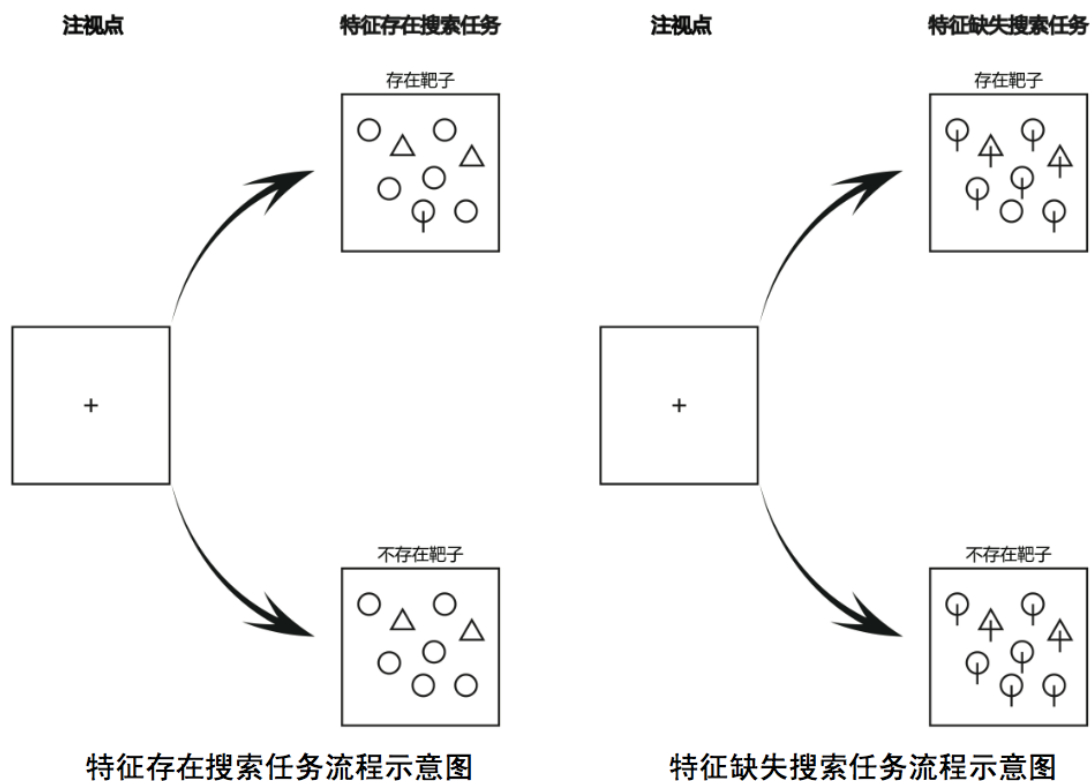 注视点
特征存在搜索任务
注视点
特征缺失搜索任务
存在靶子
存在靶子
不存在靶子
不存在靶子
特征存在搜索任务流程示意图
特征缺失搜索任务流程示意图